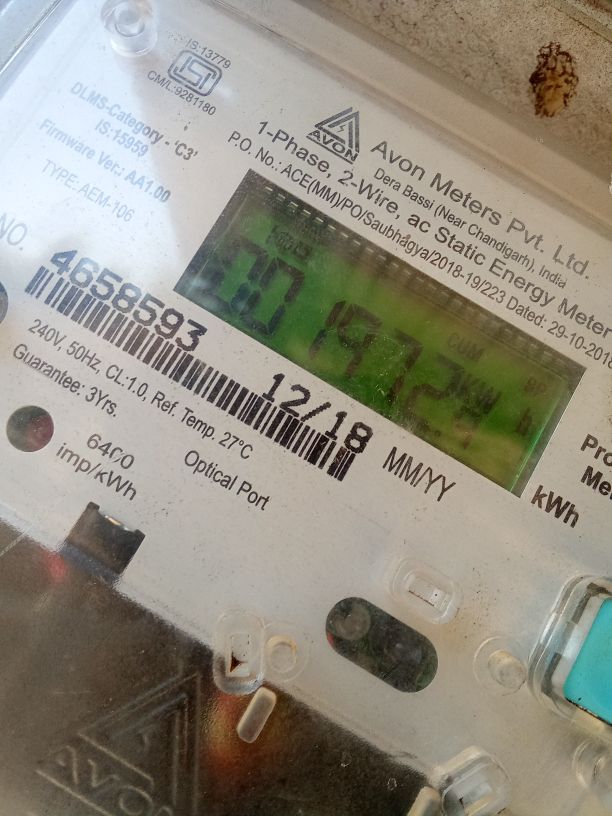 IS:13779
CM/L:9281180
DLMS-Category - 'C3'
IS:15959
Firmware Ver.: AA1.00
TYPE: AEM-106
AVON
Avon Meters Pvt. Ltd.
Dera Bassi (Near Chandigarh), India
1-Phase, 2-Wire, ac Static Energy Meter
P.O. No.: ACE(MM)/PO/Saubhagya/2018-19/223 Dated: 29-10-2018
CUM
kW
h
kWh
NO.
4658593
12/18
MM/YY
240V, 50Hz, CL:1.0, Ref. Temp. 27°C
Guarantee: 3Yrs.
6400
imp/kWh
Optical Port
Pro
Me
AVON